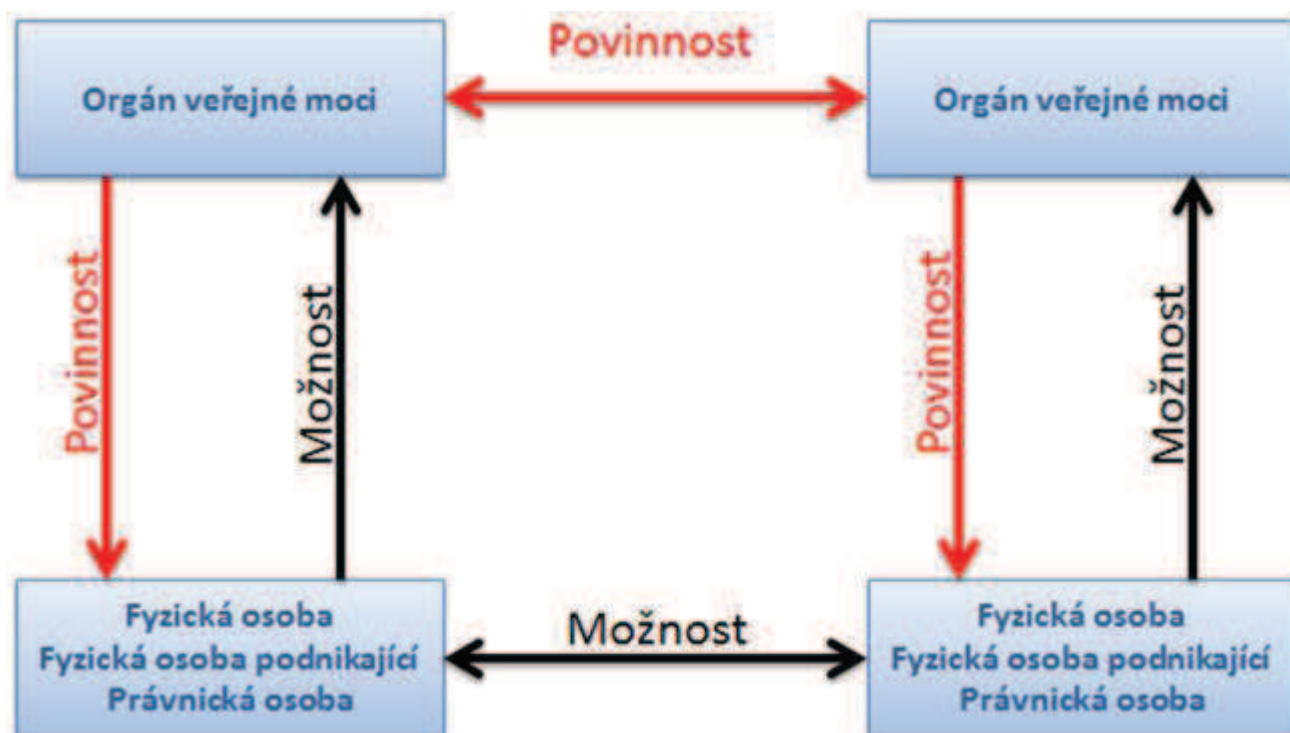 Povinnost
Orgán veřejné moci
Orgán veřejné moci
Povinnost
Možnost
Povinnost
Možnost
Fyzická osoba
Fyzická osoba podnikající
Právnická osoba
Možnost
Fyzická osoba
Fyzická osoba podnikající
Právnická osoba